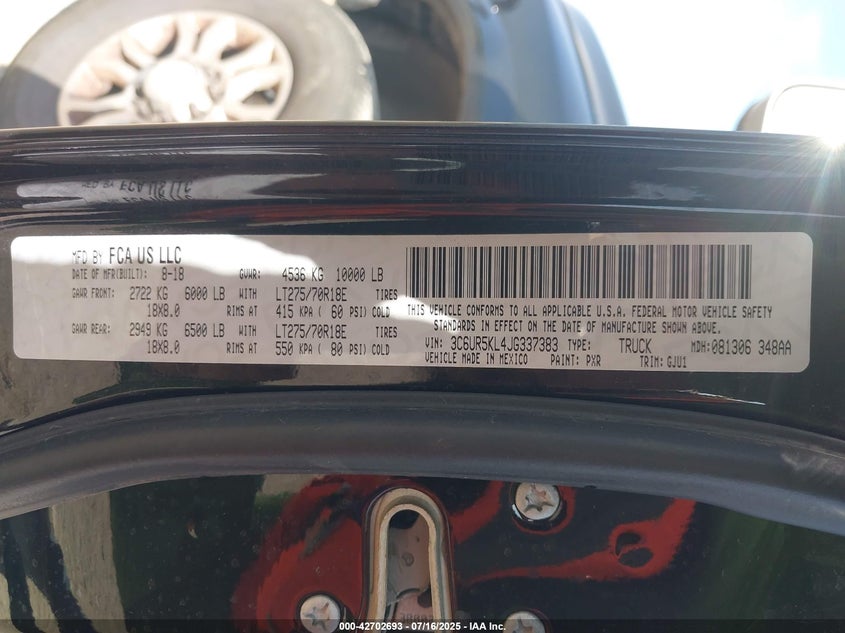 MFD BY FCA US LLC
DATE OF MFR(BUILT): 8-18 GVWR: 4536 KG 10000 LB
GAWR FRONT: 2722 KG 6000 LB WITH LT275/70R18E TIRES
18X8.0 RIMS AT 415 KPA ( 60 PSI) COLD
GAWR REAR: 2949 KG 6500 LB WITH LT275/70R18E TIRES
18X8.0 RIMS AT 550 KPA ( 80 PSI) COLD
THIS VEHICLE CONFORMS TO ALL APPLICABLE U.S.A. FEDERAL MOTOR VEHICLE SAFETY
STANDARDS IN EFFECT ON THE DATE OF MANUFACTURE SHOWN ABOVE.
VIN: 3C6UR5KL4JG337383 TYPE: TRUCK MDH: 081306 348AA
VEHICLE MADE IN MEXICO PAINT: PXR TRIM: GJU1
000-42702693 - 07/16/2025 - IAA Inc.